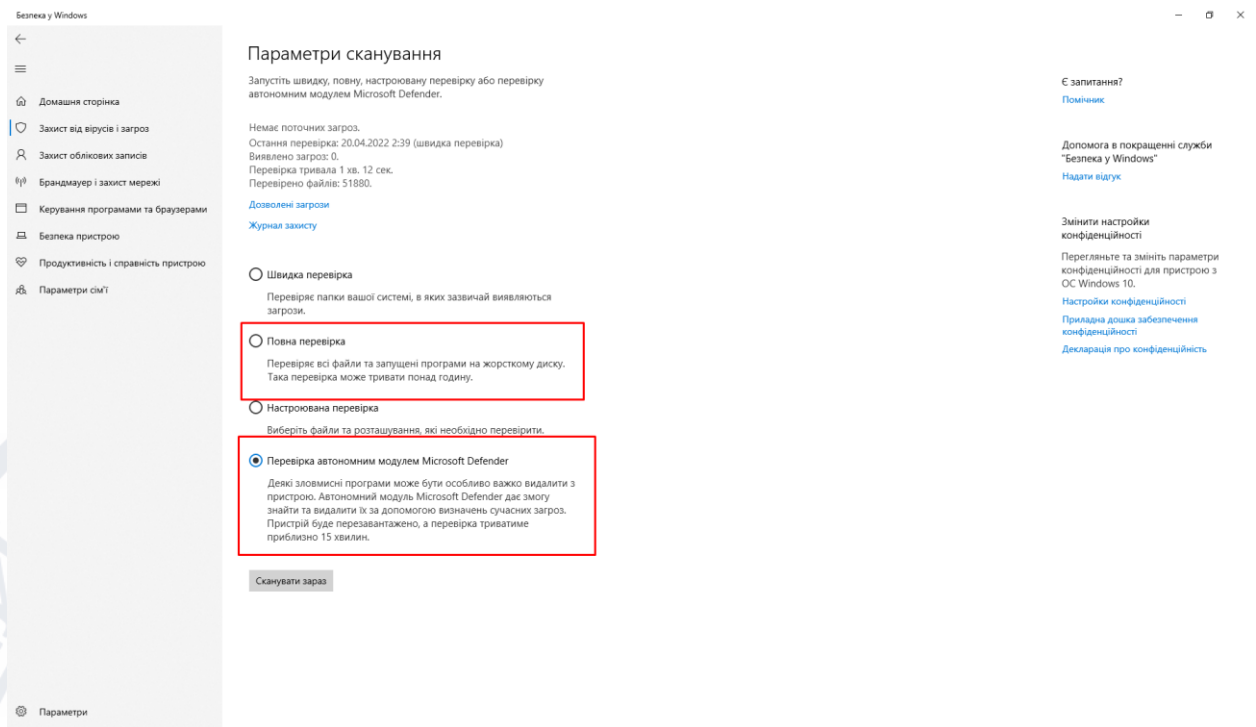 Безпека у Windows
Домашня сторінка
Захист від вірусів і загроз
Захист облікових записів
Брандмауер і захист мережі
Керування програмами та браузерами
Безпека пристрою
Продуктивність і справність пристрою
Параметри сім'ї
Параметри
Параметри сканування
Запустіть швидку, повну, настроювану перевірку або перевірку
автономним модулем Microsoft Defender.
Немає поточних загроз.
Остання перевірка: 20.04.2022 2:39 (швидка перевірка)
Виявлено загроз: 0.
Перевірка тривала 1 хв. 12 сек.
Перевірено файлів: 51880.
Дозволені загрози
Журнал захисту
Швидка перевірка
Перевіряє папки вашої системі, в яких зазвичай виявляються
загрози.
Повна перевірка
Перевіряє всі файли та запущені програми на жорсткому диску.
Така перевірка може тривати понад годину.
Настроювана перевірка
Виберіть файли та розташування, які необхідно перевірити.
Перевірка автономним модулем Microsoft Defender
Деякі зловмисні програми може бути особливо важко видалити з
пристрою. Автономний модуль Microsoft Defender дає змогу
знайти та видалити їх за допомогою визначень сучасних загроз.
Пристрій буде перезавантажено, а перевірка триватиме
приблизно 15 хвилин.
Сканувати зараз
Є запитання?
Помічник
Допомога в покращенні служби
"Безпека у Windows"
Надати відгук
Змінити настройки
конфіденційності
Перегляньте та змініть параметри
конфіденційності для пристрою з
ОС Windows 10.
Настройки конфіденційності
Приладна дошка забезпечення
конфіденційності
Декларація про конфіденційність